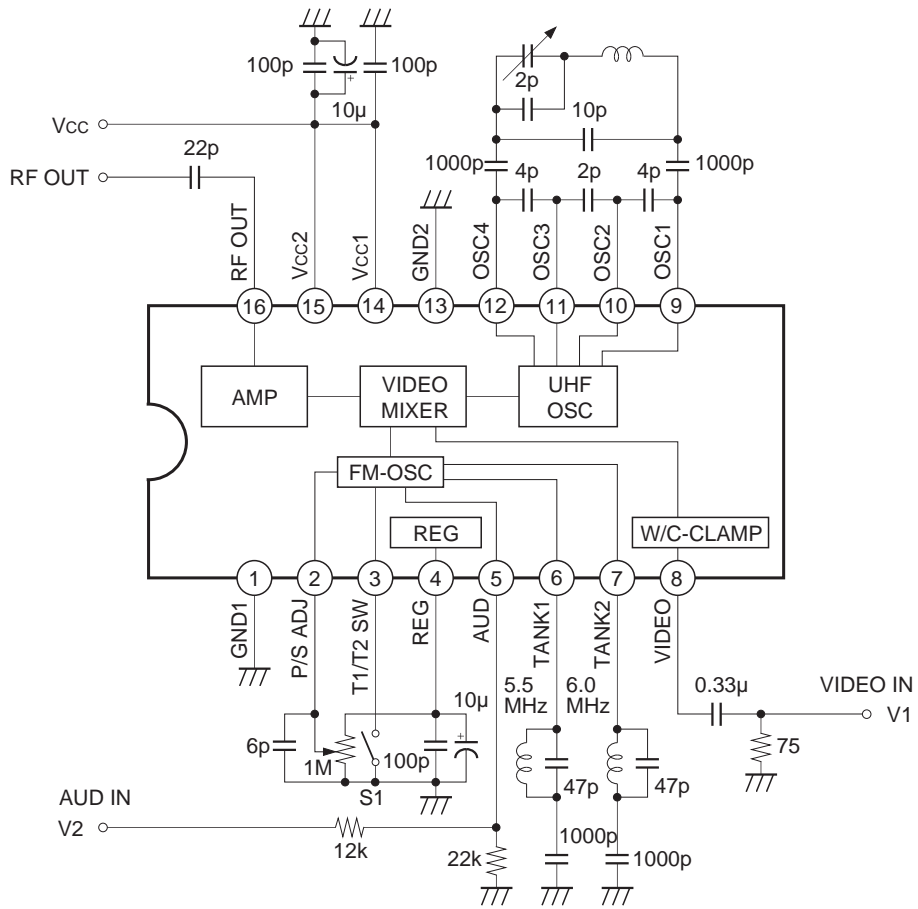 100p
100p
2p
10µ
10p
Vcc
22p
1000p
4p
2p
4p
1000p
RF OUT
RF OUT
Vcc2
Vcc1
GND2
OSC4
OSC3
OSC2
OSC1
16
15
14
13
12
11
10
9
AMP
VIDEO
MIXER
UHF
OSC
FM-OSC
REG
W/C-CLAMP
1
2
3
4
5
6
7
8
GND1
P/S ADJ
T1/T2 SW
REG
AUD
TANK1
TANK2
VIDEO
5.5
MHz
6.0
MHz
0.33µ
VIDEO IN
V1
10µ
6p
1M
100p
S1
47p
47p
75
AUD IN
V2
12k
22k
1000p
1000p